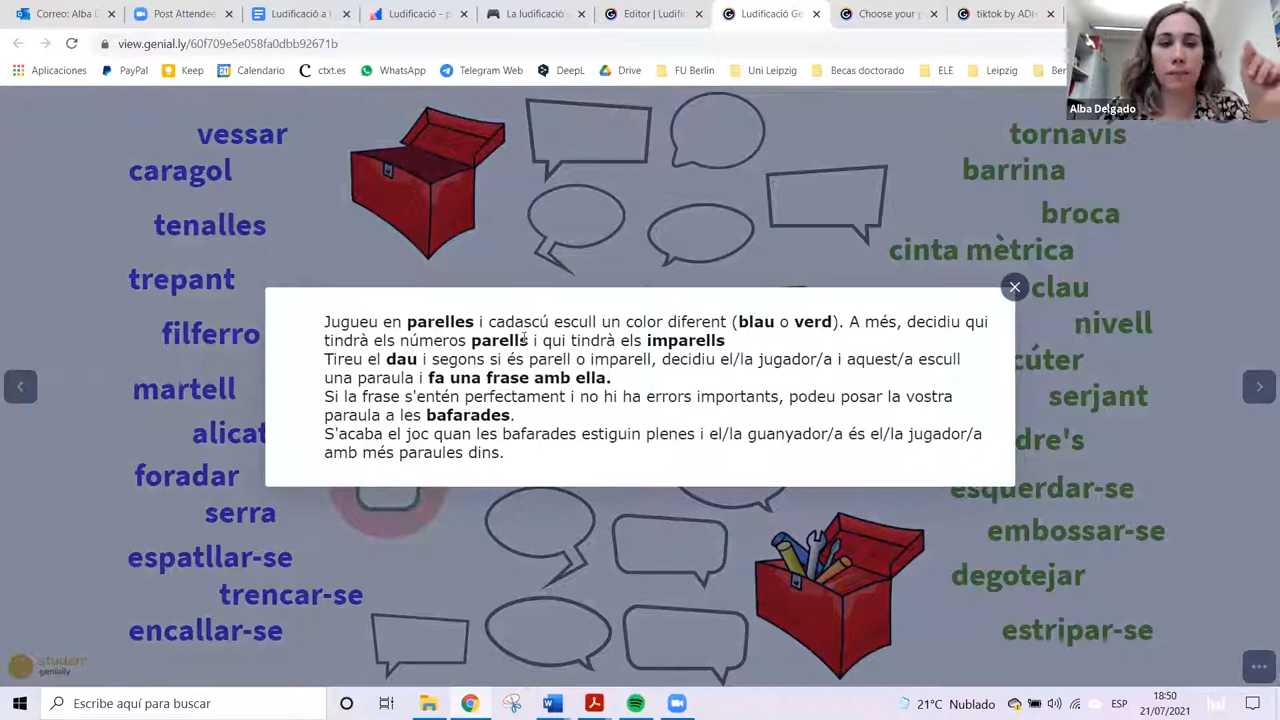 Correo: Alba D
Post Attendee
Ludificació a i
Ludificació - p
La ludificació
Editor | Ludifi
Ludificació Ge
Choose your p
tiktok by ADH
view.genial.ly/60f709e5e058fa0dbb92671b
Aplicaciones
PayPal
Keep
Calendario
ctxt.es
WhatsApp
Telegram Web
DeepL
Drive
FU Berlin
Uni Leipzig
Becas doctorado
ELE
Leipzig
Ber
Alba Delgado
vessar
caragol
tenalles
trepant
filferro
martell
alicat
foradar
serra
espatllar-se
trencar-se
encallar-se
tornavís
barrina
broca
cinta mètrica
clau
nivell
cúter
serjant
dre's
esquerdar-se
embossar-se
degotejar
estripar-se
Jugueu en parelles i cadascú escull un color diferent (blau o verd). A més, decidiu qui
tindrà els números parells i qui tindrà els imparells
Tireu el dau i segons si és parell o imparell, decidiu el/la jugador/a i aquest/a escull
una paraula i fa una frase amb ella.
Si la frase s'entén perfectament i no hi ha errors importants, podeu posar la vostra
paraula a les bafarades.
S'acaba el joc quan les bafarades estiguin plenes i el/la guanyador/a és el/la jugador/a
amb més paraules dins.
student
genially
Escribe aquí para buscar
21°C Nublado
ESP
18:50
21/07/2021